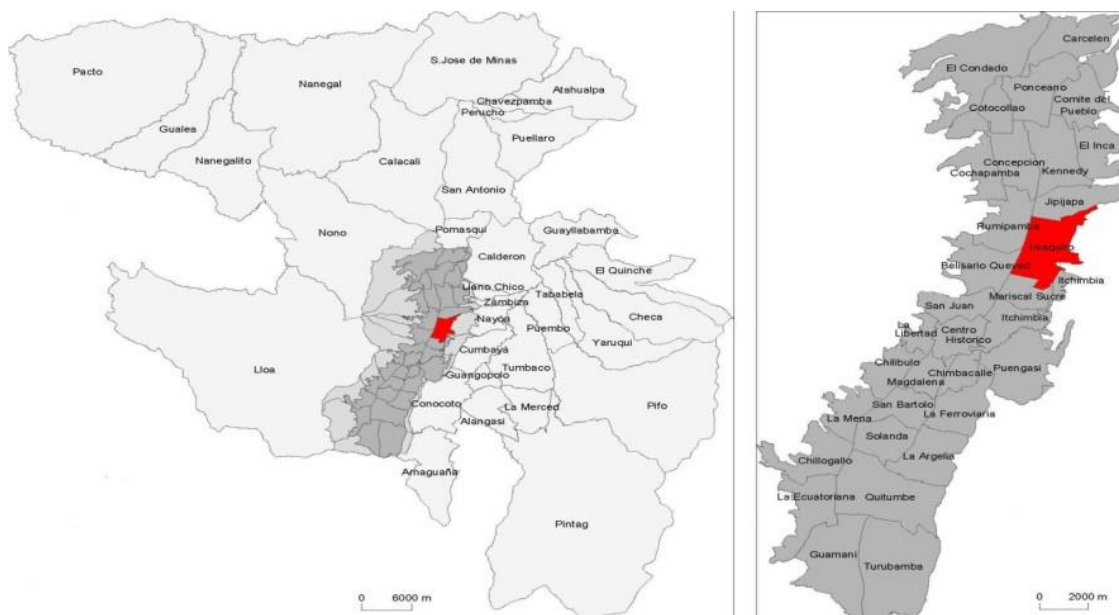 Pacto
Nanegal
S.Jose de Minas
Atahualpa
Chavezpamba
Perucho
Gualea
Puellaro
Nanegalito
Calacali
San Antonio
Nono
Pomasqui
Guayllabamba
Calderon
El Quinche
Llano Chico
Tababela
Zambiza
Checa
Nayón
Puembo
Yaruqui
Cumbayá
Lloa
Guangopolo
Tumbaco
Conocoto
La Merced
Pifo
Alangasi
Amaguaña
Pintag
0 6000 m
Carcelen
El Condado
Ponceano
Cotocollao
Comite del
Pueblo
El Inca
Concepción
Cochapamba
Kennedy
Jipijapa
Rumipamba
Iñaquito
Belisario Quevedo
Itchimbia
Mariscal Sucre
San Juan
Itchimbia
La
Libertad
Centro
Historico
Chilibulo
Chimbacalle
Puengasi
Magdalena
San Bartolo
La Mena
La Ferroviaria
Solanda
Chillogallo
La Argelia
La Ecuatoriana
Quitumbe
Guamani
Turubamba
0 2000 m